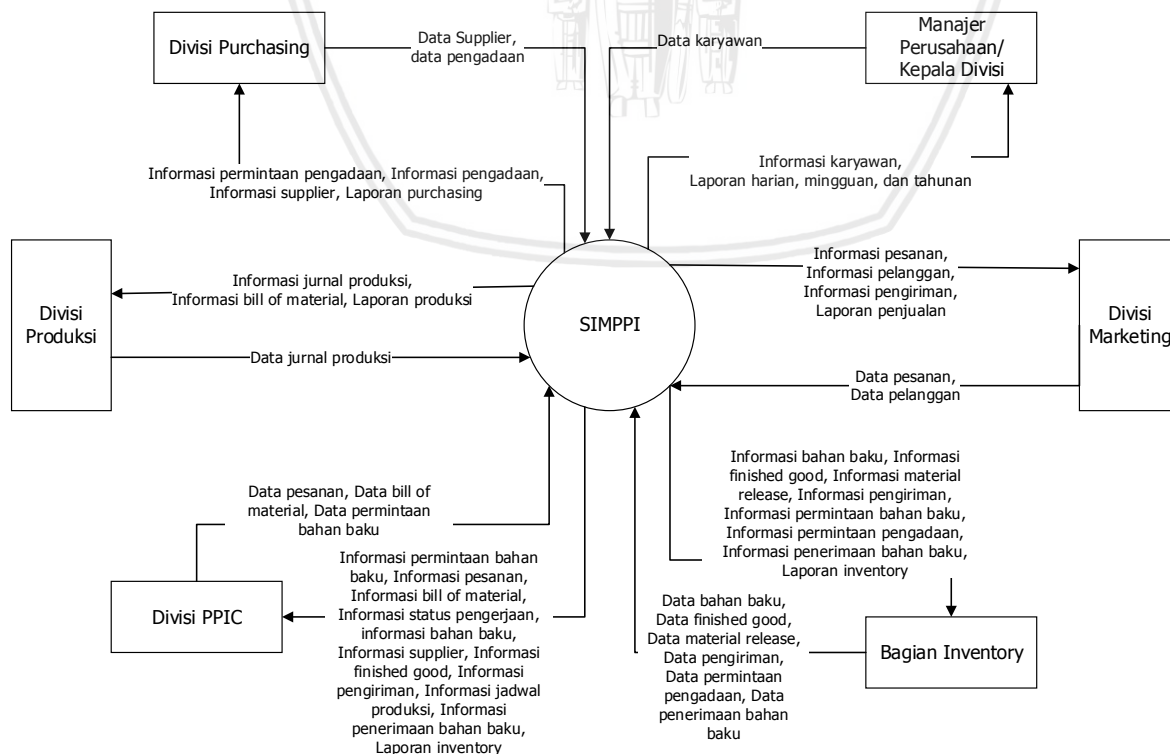 Divisi Purchasing
Data Supplier,
data pengadaan
Data karyawan
Manajer
Perusahaan/
Kepala Divisi
Informasi permintaan pengadaan, Informasi pengadaan,
Informasi supplier, Laporan purchasing
Informasi karyawan,
Laporan harian, mingguan, dan tahunan
Divisi
Produksi
Informasi jurnal produksi,
Informasi bill of material, Laporan produksi
Data jurnal produksi
SIMPPI
Informasi pesanan,
Informasi pelanggan,
Informasi pengiriman,
Laporan penjualan
Divisi
Marketing
Data pesanan,
Data pelanggan
Data pesanan, Data bill of
material, Data permintaan
bahan baku
Informasi bahan baku, Informasi
finished good, Informasi material
release, Informasi pengiriman,
Informasi permintaan bahan baku,
Informasi permintaan pengadaan,
Informasi penerimaan bahan baku,
Laporan inventory
Divisi PPIC
Informasi permintaan bahan
baku, Informasi pesanan,
Informasi bill of material,
Informasi status pengerjaan,
informasi bahan baku,
Informasi supplier, Informasi
finished good, Informasi
pengiriman, Informasi jadwal
produksi, Informasi
penerimaan bahan baku,
Laporan inventory
Data bahan baku,
Data finished good,
Data material release,
Data pengiriman,
Data permintaan
pengadaan, Data
penerimaan bahan
baku
Bagian Inventory